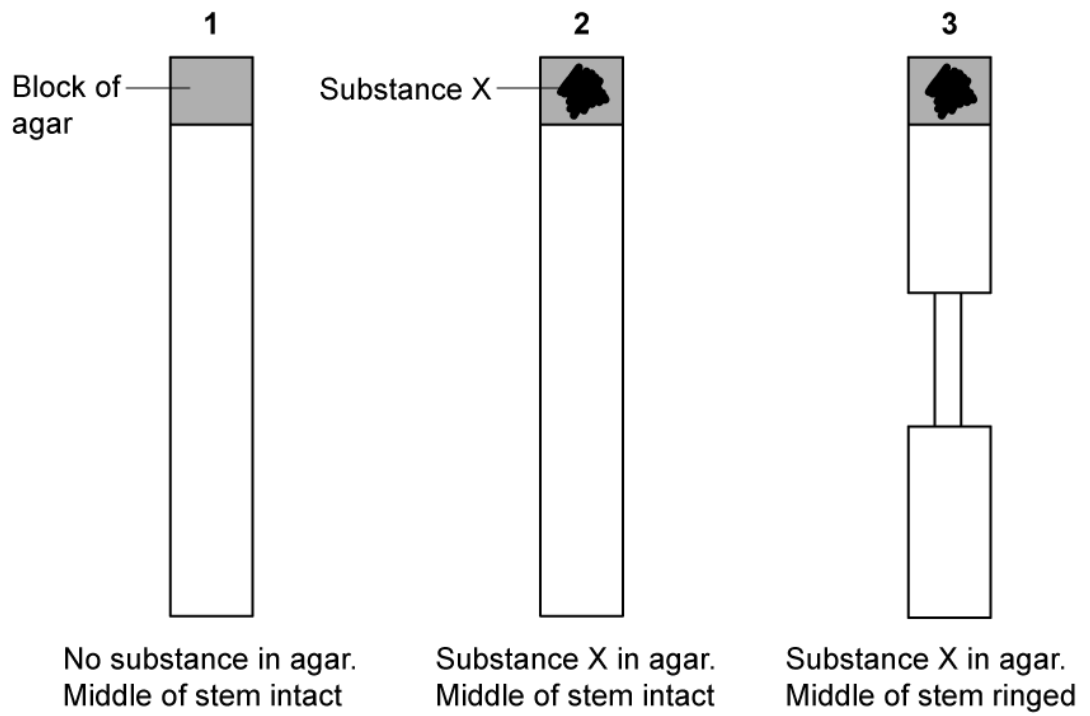 1
2
3
Block of
agar
Substance X
No substance in agar.
Middle of stem intact
Substance X in agar.
Middle of stem intact
Substance X in agar.
Middle of stem ringed